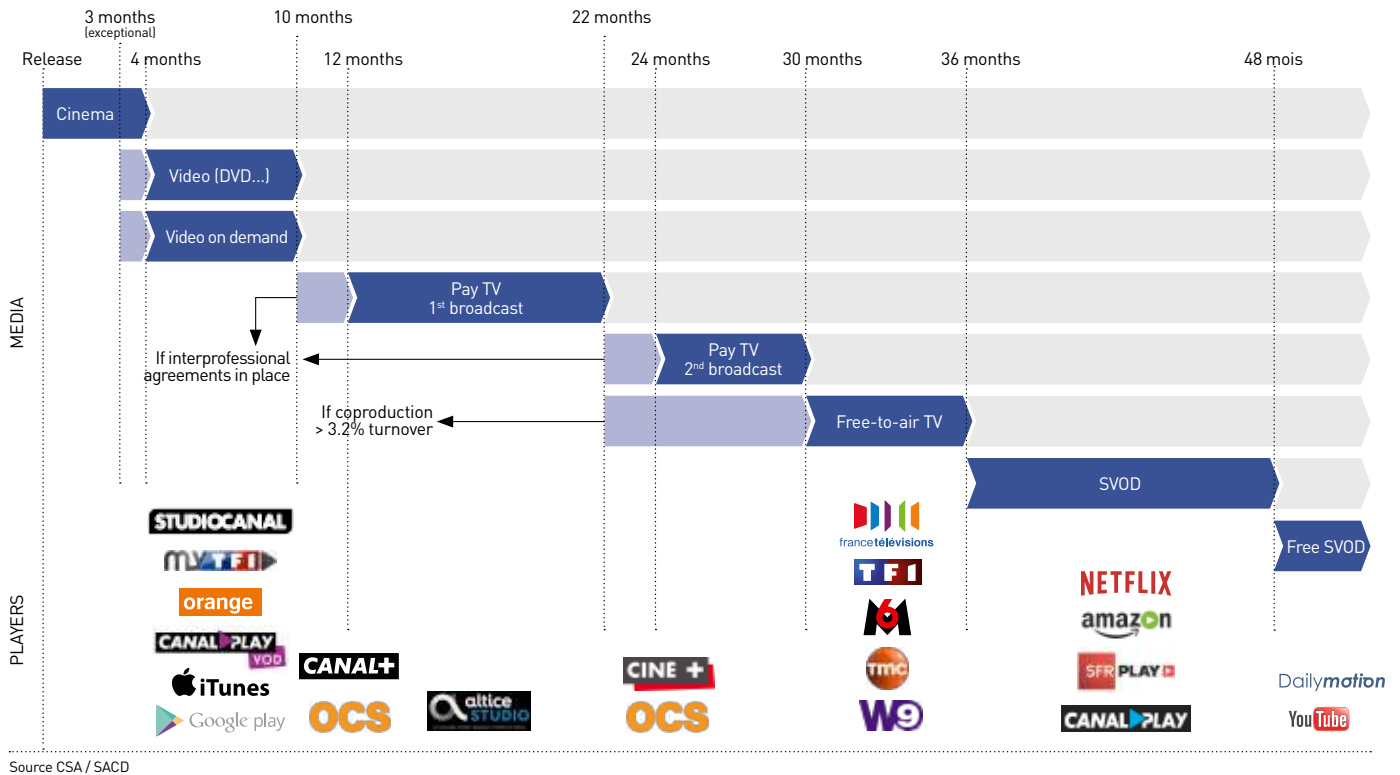 3 months
(exceptional)
10 months
22 months
Release
4 months
12 months
24 months
30 months
36 months
48 mois
Cinema
Video (DVD...)
Video on demand
Pay TV
1st broadcast
MEDIA
If interprofessional
agreements in place
Pay TV
2nd broadcast
If coproduction
> 3.2% turnover
Free-to-air TV
SVOD
Free SVOD
PLAYERS
STUDIOCANAL
MYTF1
orange
CANAL PLAY
VOD
iTunes
Google play
CANAL+
OCS
altice
STUDIO
CINE +
OCS
francetélévisions
TF1
M6
TMC
W9
NETFLIX
amazon
SFR PLAY
CANAL PLAY
Dailymotion
YouTube
Source CSA / SACD